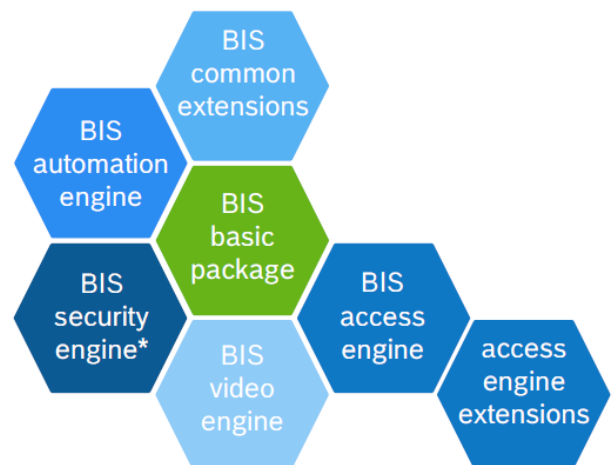 BIS
common
extensions
BIS
automation
engine
BIS
basic
package
BIS
security
engine*
BIS
access
engine
BIS
video
engine
access
engine
extensions